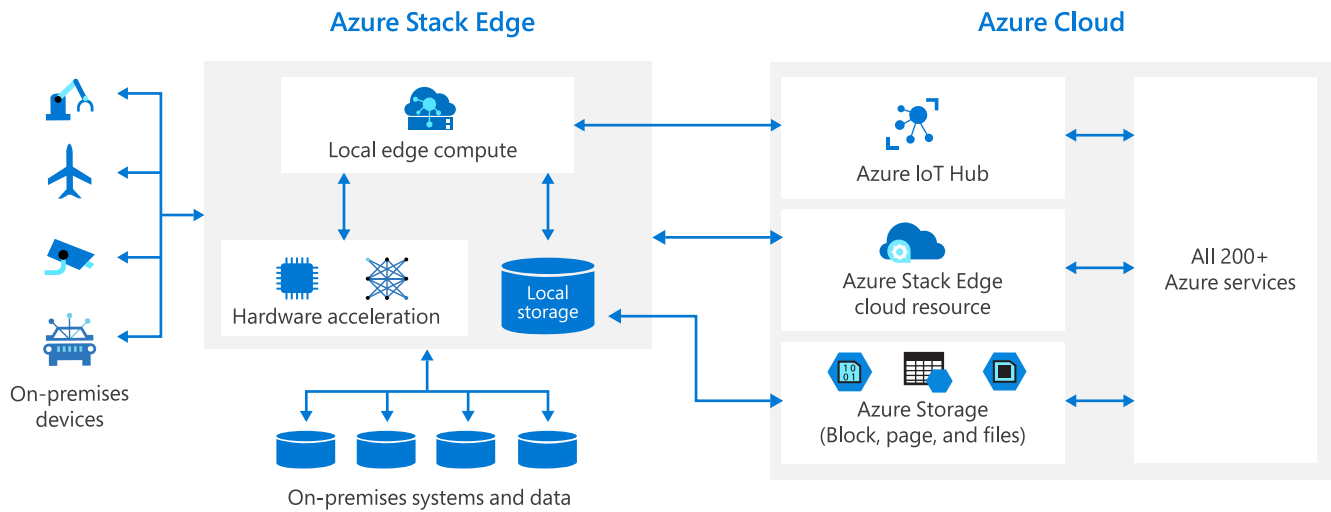 Azure Stack Edge
Azure Cloud
Local edge compute
Azure IoT Hub
Hardware acceleration
Local
storage
Azure Stack Edge
cloud resource
All 200+
Azure services
On-premises
devices
10
01
Azure Storage
(Block, page, and files)
On-premises systems and data